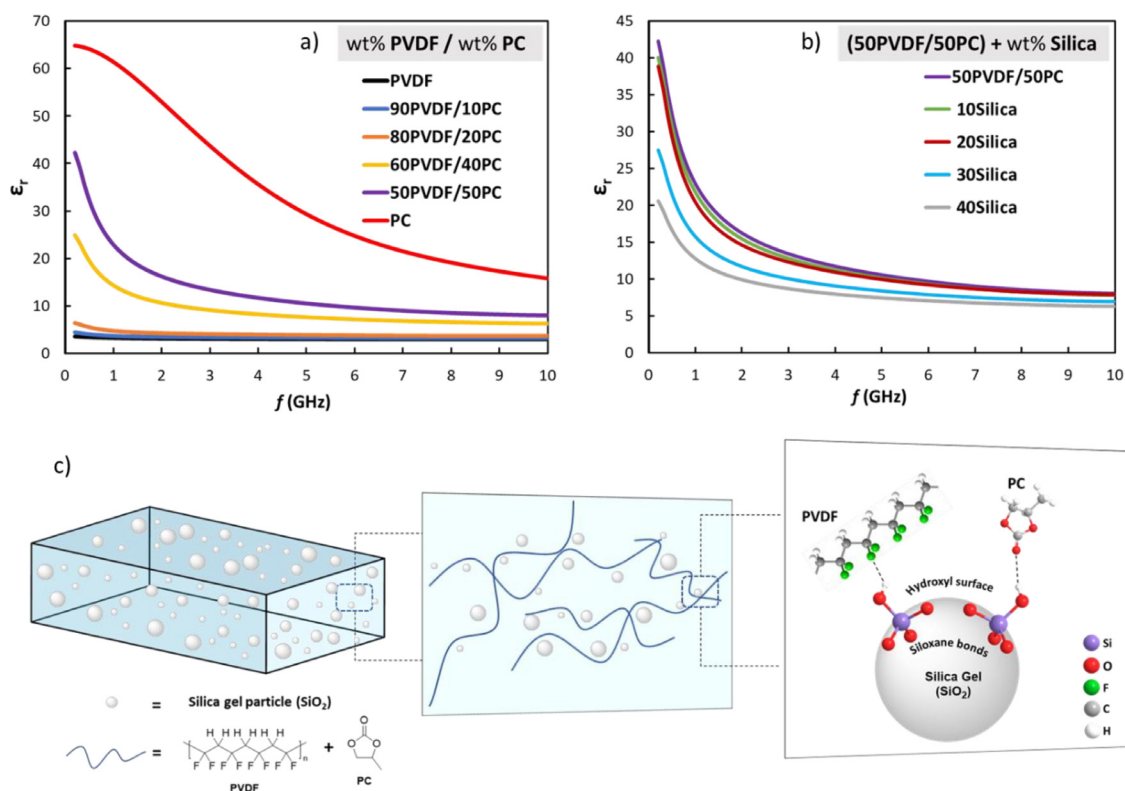 a)
wt% PVDF / wt% PC
PVDF
90PVDF/10PC
80PVDF/20PC
60PVDF/40PC
50PVDF/50PC
PC
70
60
50
40
30
20
10
0
εr
0 1 2 3 4 5 6 7 8 9 10
f (GHz)
b)
(50PVDF/50PC) + wt% Silica
50PVDF/50PC
10Silica
20Silica
30Silica
40Silica
45
40
35
30
25
20
15
10
5
0
εr
0 1 2 3 4 5 6 7 8 9 10
f (GHz)
c)
= Silica gel particle (SiO₂)
=
H H H H H H
F F F F F F F F
n
PVDF
+
O
O O
PC
PVDF
PC
Hydroxyl surface
Siloxane bonds
Silica Gel
(SiO₂)
Si
O
F
C
H